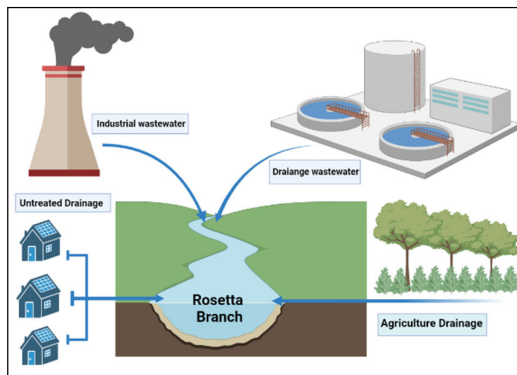 Industrial wastewater
Draiange wastewater
Untreated Drainage
Rosetta
Branch
Agriculture Drainage